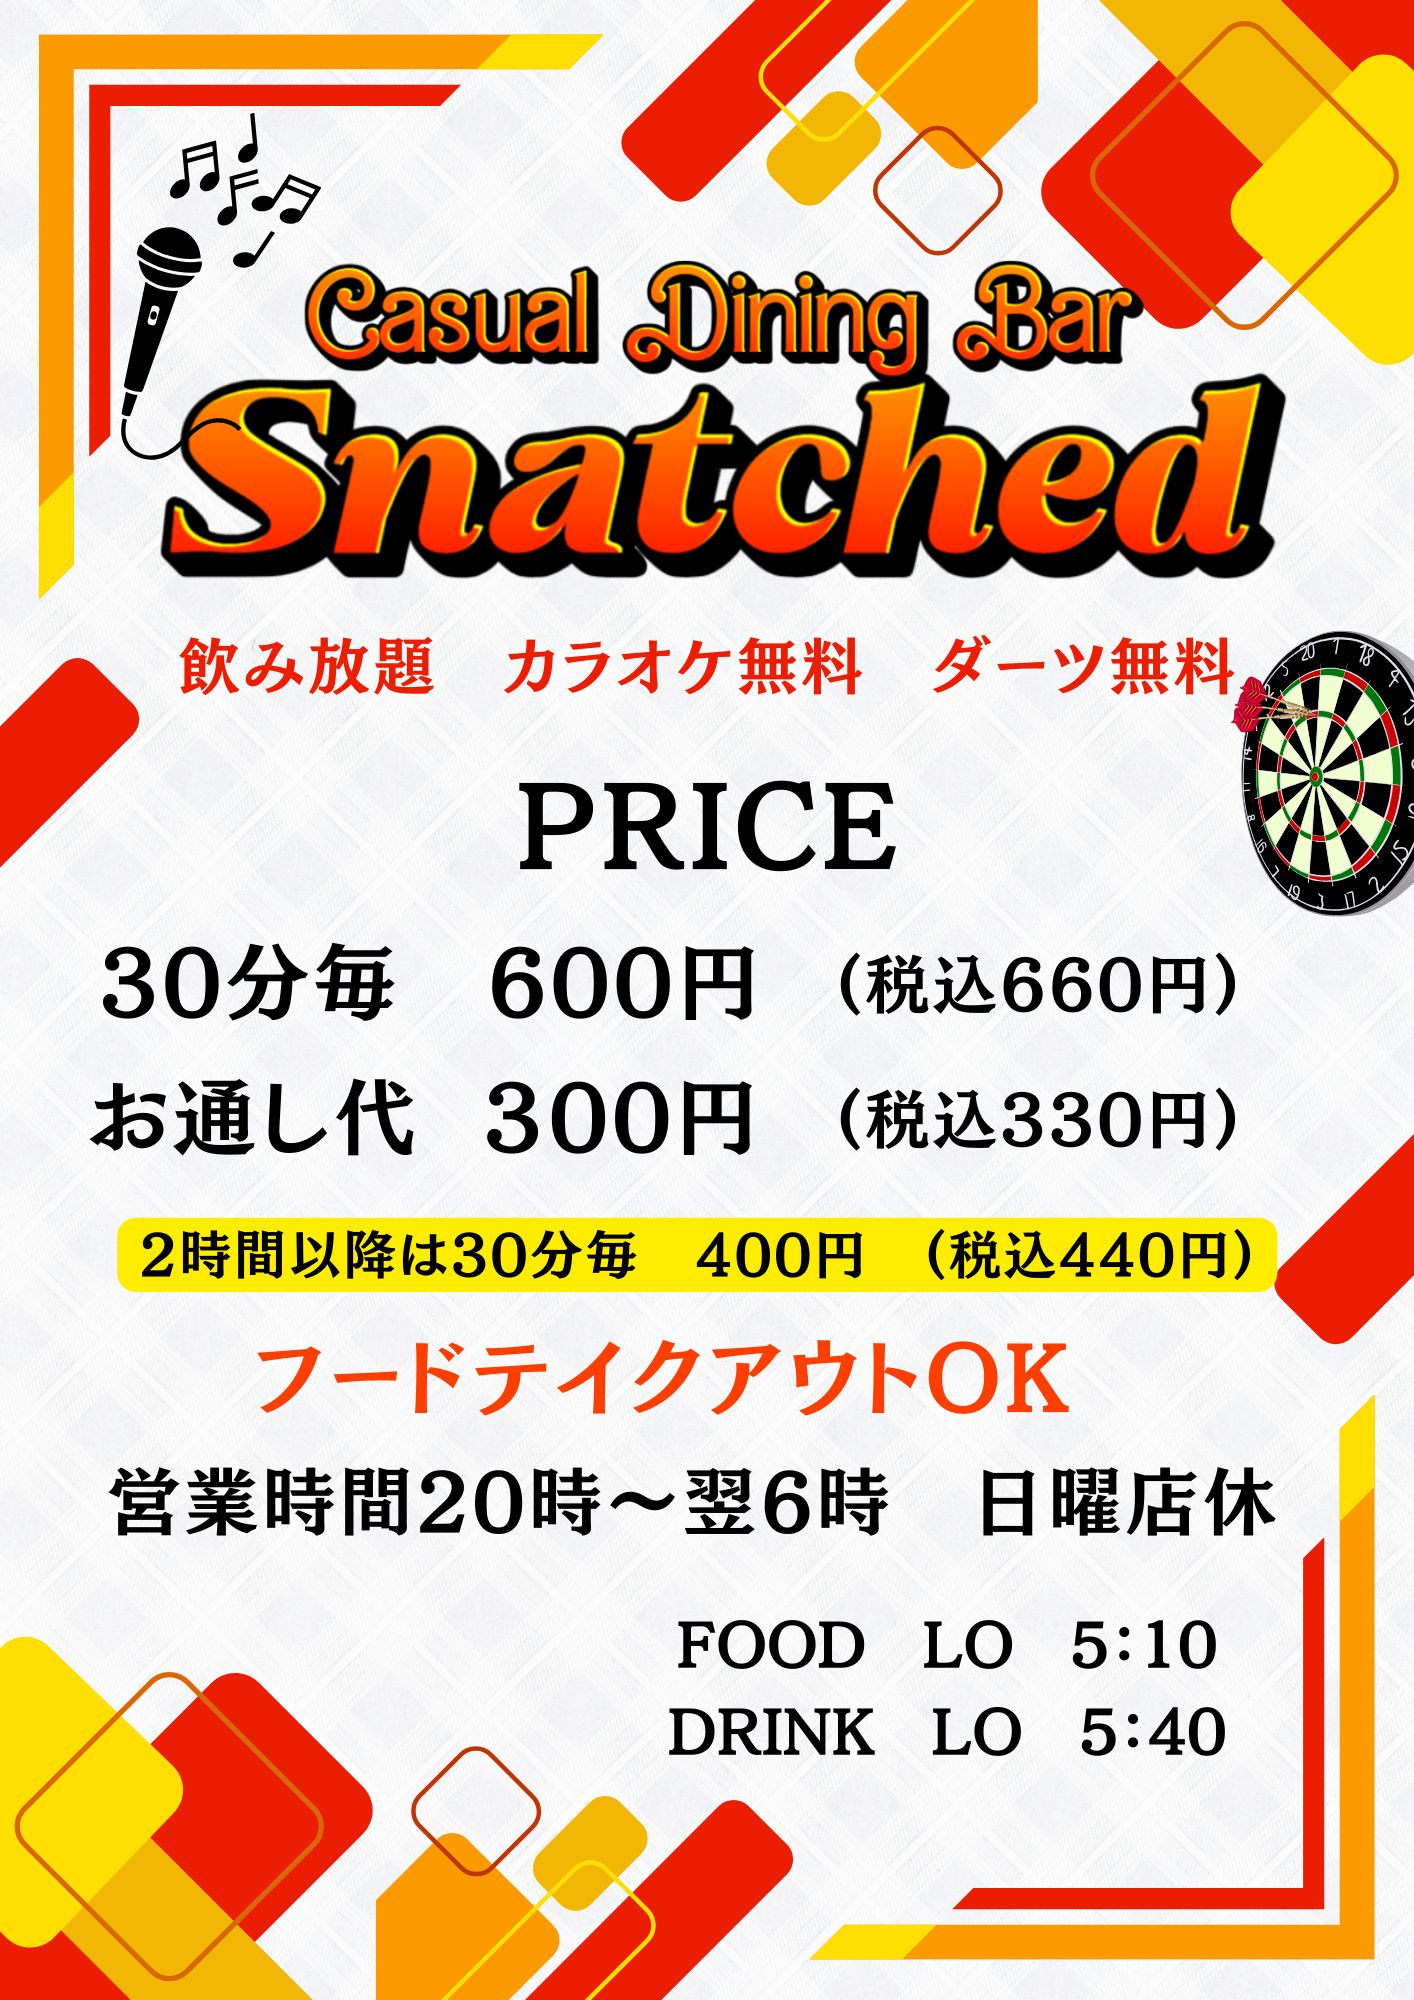 Casual Dining Bar
Snatched
飲み放題　カラオケ無料　ダーツ無料
PRICE
30分毎　600円　（税込660円）
お通し代　300円　（税込330円）
2時間以降は30分毎　400円　（税込440円）
フードテイクアウトOK
営業時間20時～翌6時　日曜店休
FOOD　LO　5：10
DRINK　LO　5：40